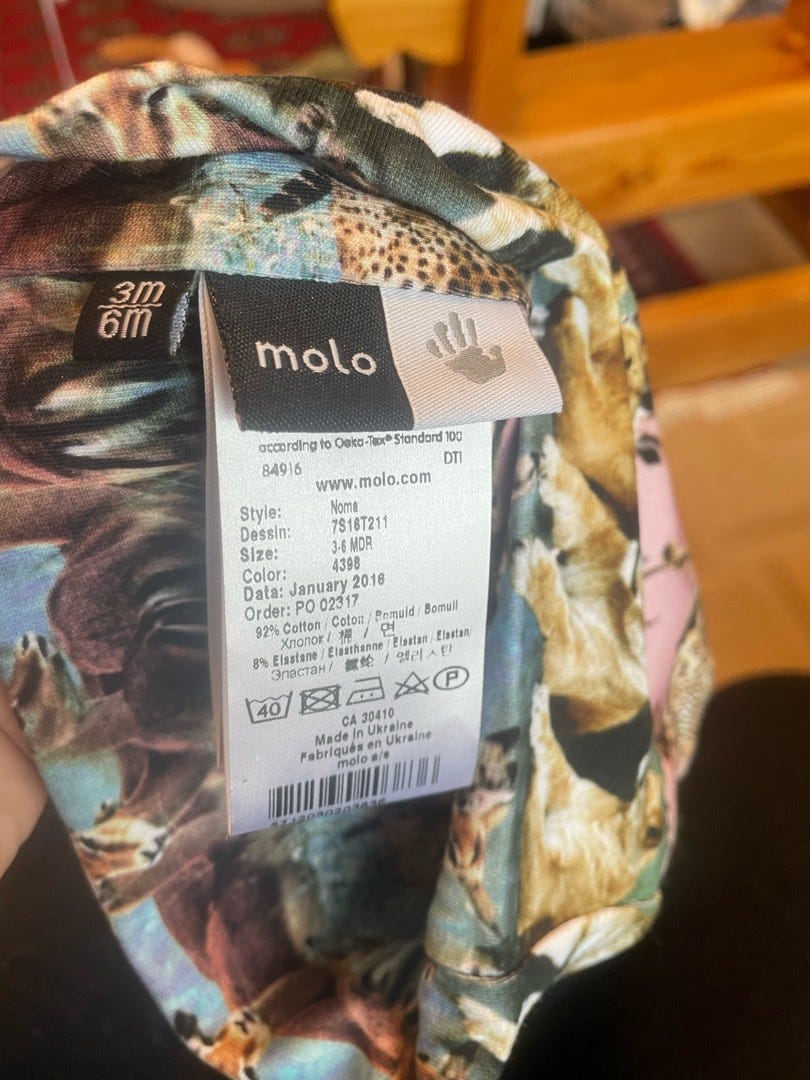 3m
6m
molo
according to Oeko-Tex® Standard 100
84916 DTI
www.molo.com
Style: Noma
Dessin: 7S16T211
Size: 3-6 MDR
Color: 4398
Data: January 2016
Order: PO 02317
92% Cotton / Coton / Bomuld / Bomull
Хлопок / 棉 / 면
8% Elastane / Elasthanne / Elastan / Elastan/
Эластан / 氨纶 / 엘리스틴
40 P
CA 30410
Made in Ukraine
Fabriqués en Ukraine
molo a/s